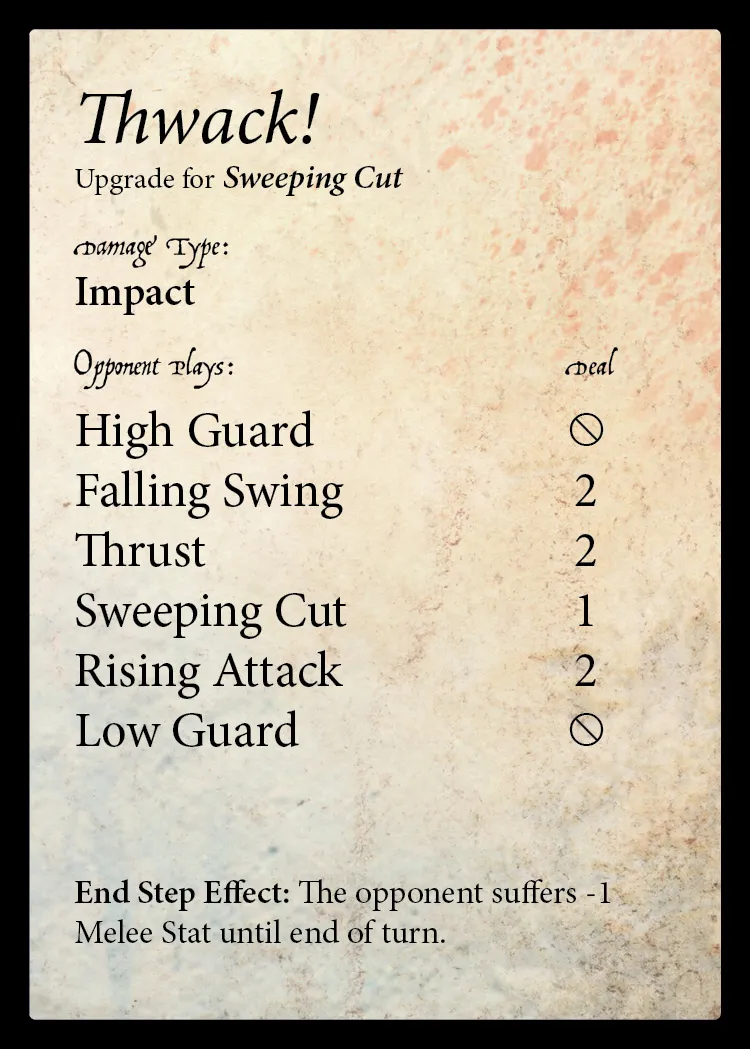 Thwack!
Upgrade for Sweeping Cut
Damage Type:
Impact
Opponent Plays: Deal
High Guard 🛇
Falling Swing 2
Thrust 2
Sweeping Cut 1
Rising Attack 2
Low Guard 🛇
End Step Effect: The opponent suffers -1
Melee Stat until end of turn.